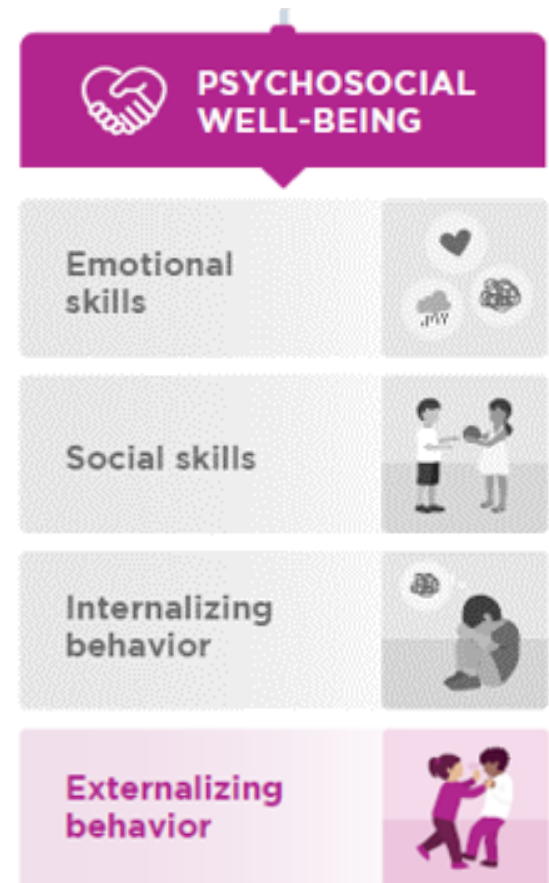 PSYCHOSOCIAL
WELL-BEING
Emotional
skills
Social skills
Internalizing
behavior
Externalizing
behavior